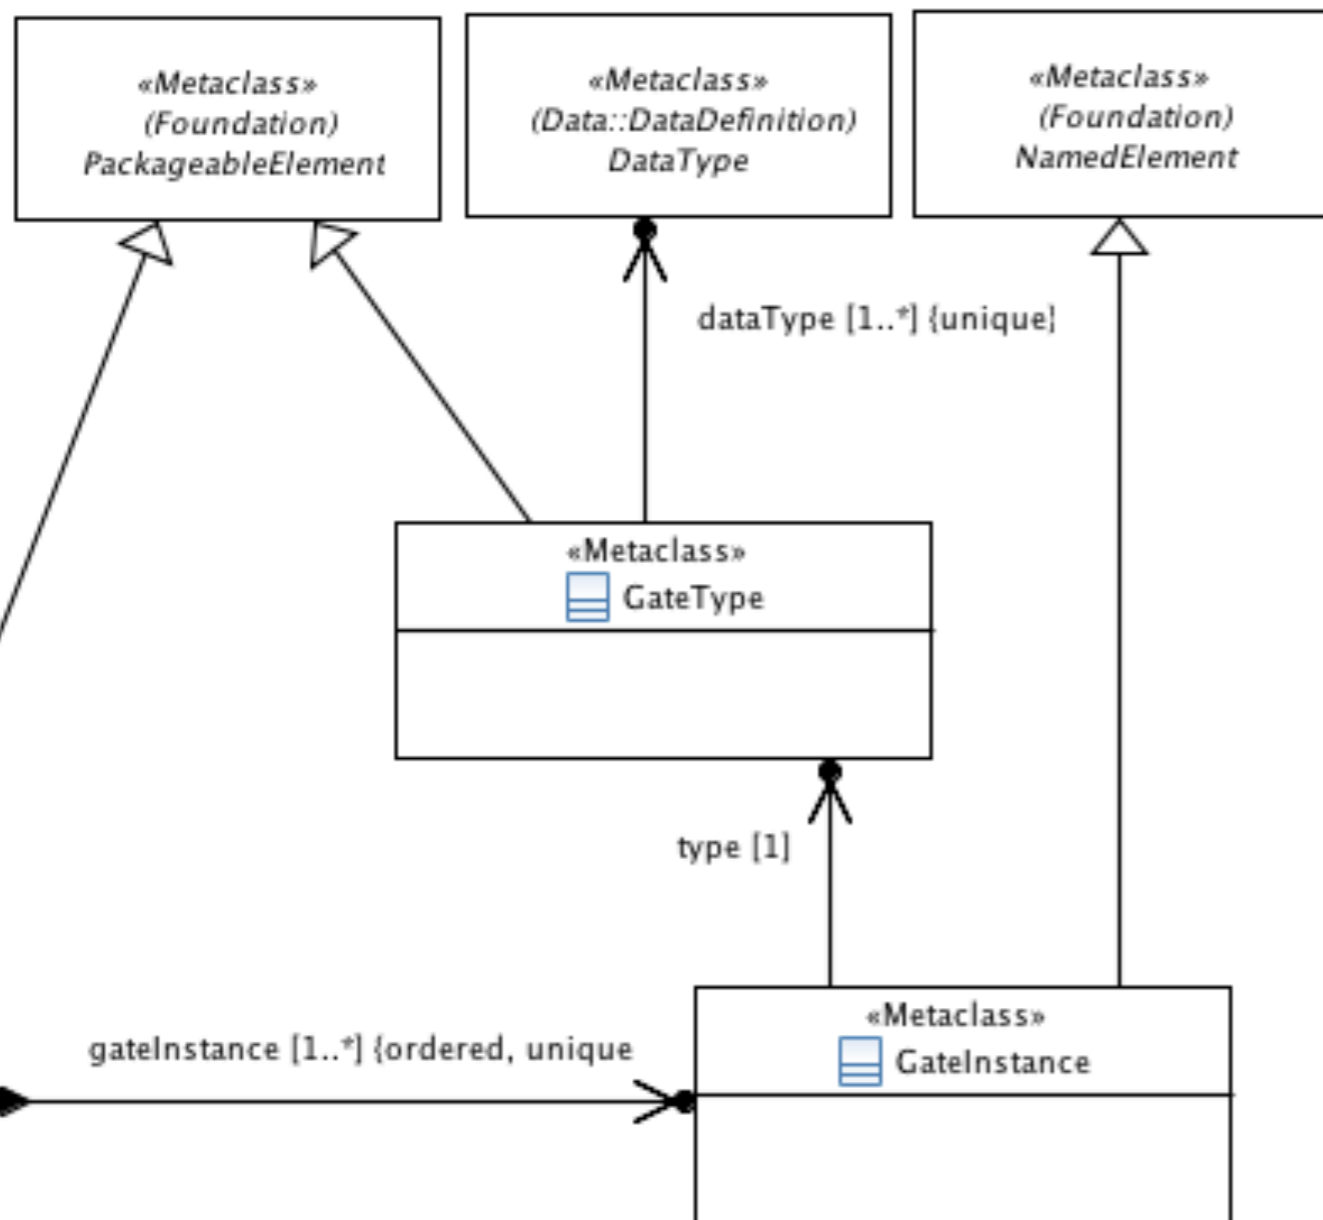 «Metaclass»
(Foundation)
PackageableElement
«Metaclass»
(Data::DataDefinition)
DataType
«Metaclass»
(Foundation)
NamedElement
dataType [1..*] {unique}
«Metaclass»
GateType
type [1]
«Metaclass»
GateInstance
gateInstance [1..*] {ordered, unique